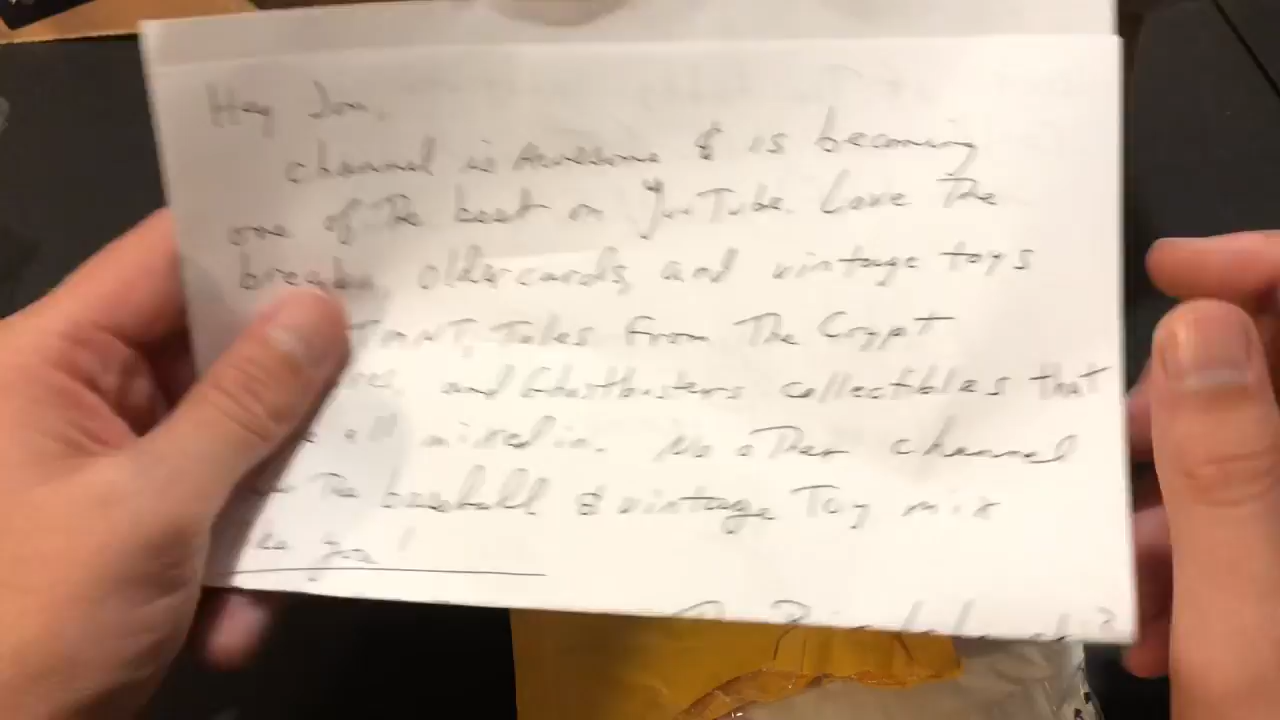 Hey Jon,
channel is Awesome & is becoming
one of The best on YouTube. Love The
breaks, older cards, and vintage toys
TMNT, Tales From The Crypt
and Ghostbusters collectibles that
all mixed in. No other channel
The baseball & vintage Toy mix
you!